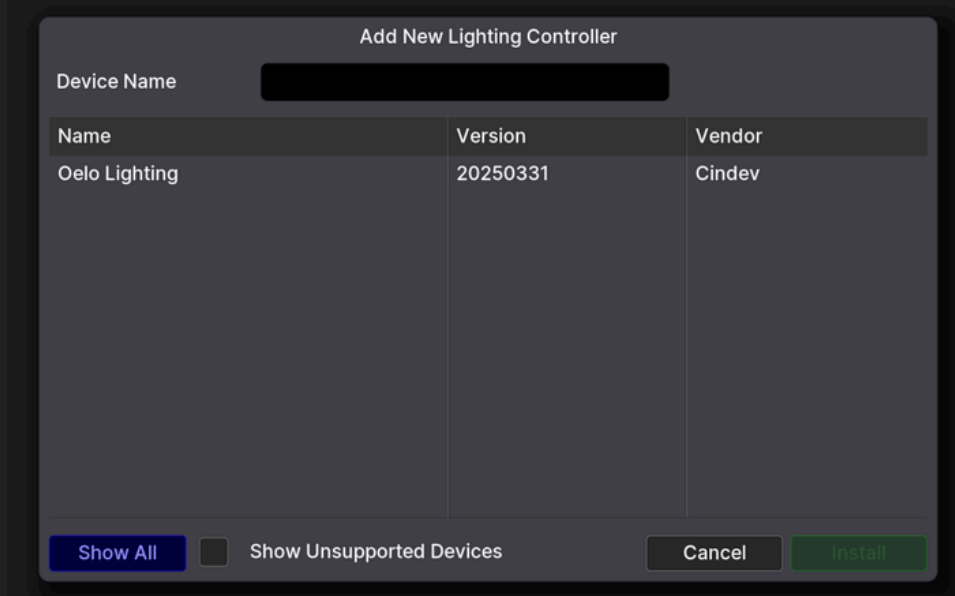 Add New Lighting Controller
Device Name
Name Version Vendor
Oelo Lighting 20250331 Cindev
Show All Show Unsupported Devices Cancel Install